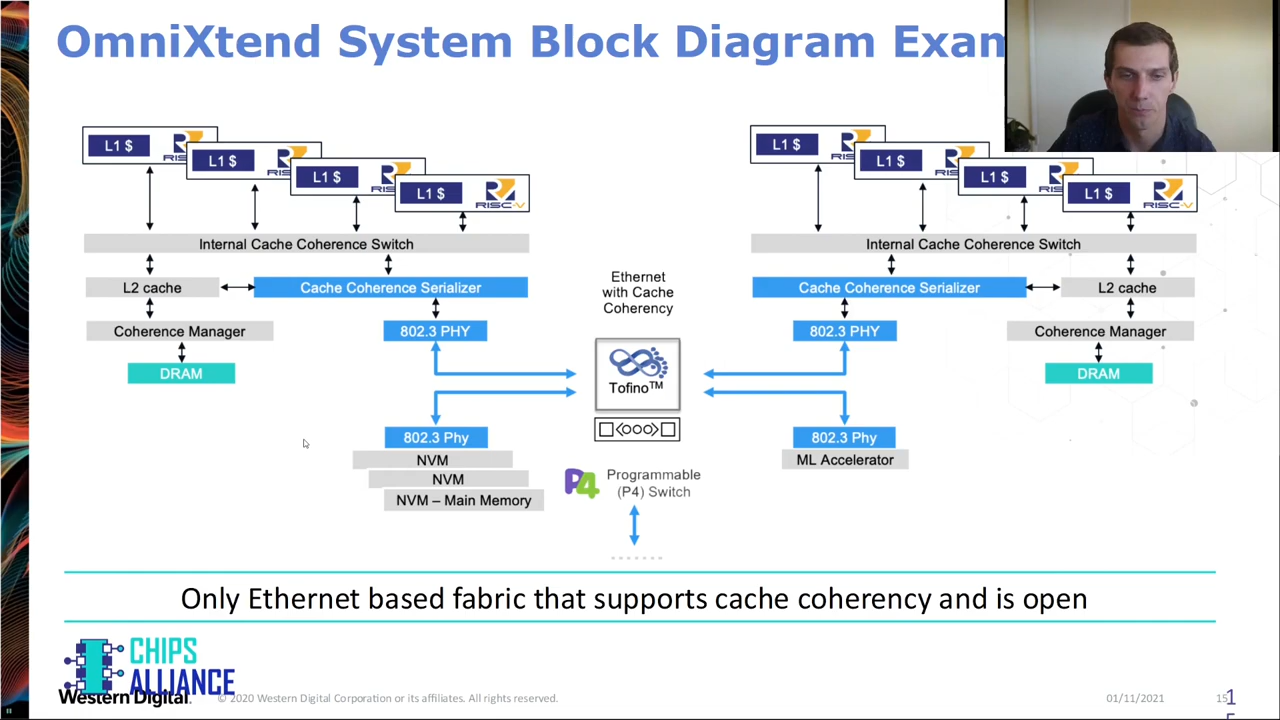 OmniXtend System Block Diagram Exam
L1 $
L1 $
L1 $
L1 $ RISC-V
Internal Cache Coherence Switch
L2 cache
Cache Coherence Serializer
Coherence Manager
802.3 PHY
DRAM
Ethernet
with Cache
Coherency
Tofino™
L1 $
L1 $
L1 $
L1 $ RISC-V
Internal Cache Coherence Switch
Cache Coherence Serializer
L2 cache
802.3 PHY
Coherence Manager
DRAM
802.3 Phy
NVM
NVM
NVM – Main Memory
P4
Programmable
(P4) Switch
802.3 Phy
ML Accelerator
Only Ethernet based fabric that supports cache coherency and is open
CHIPS
ALLIANCE
Western Digital.
© 2020 Western Digital Corporation or its affiliates. All rights reserved.
01/11/2021
15